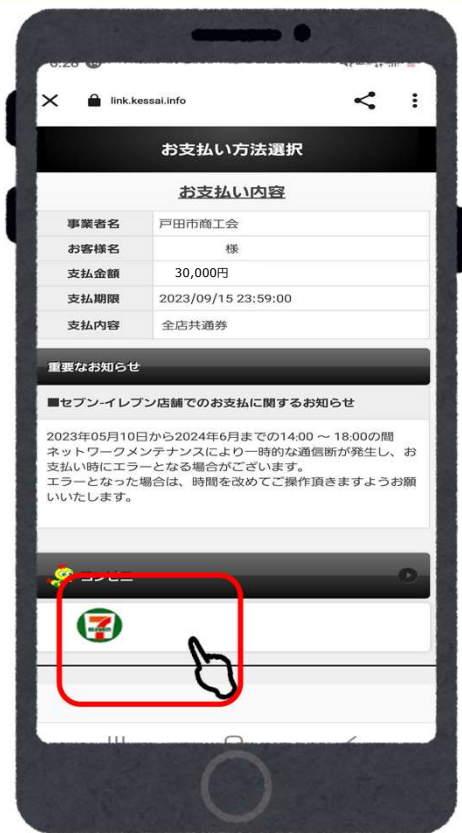 link.kessai.info
お支払い方法選択
お支払い内容
事業者名 戸田市商工会
お客様名 様
支払金額 30,000円
支払期限 2023/09/15 23:59:00
支払内容 全店共通券
重要なお知らせ
■セブン-イレブン店舗でのお支払に関するお知らせ
2023年05月10日から2024年6月までの14:00 ~ 18:00の間
ネットワークメンテナンスにより一時的な通信断が発生し、お
支払い時にエラーとなる場合がございます。
エラーとなった場合は、時間を改めてご操作頂きますようお願
いいたします。
コンビニ